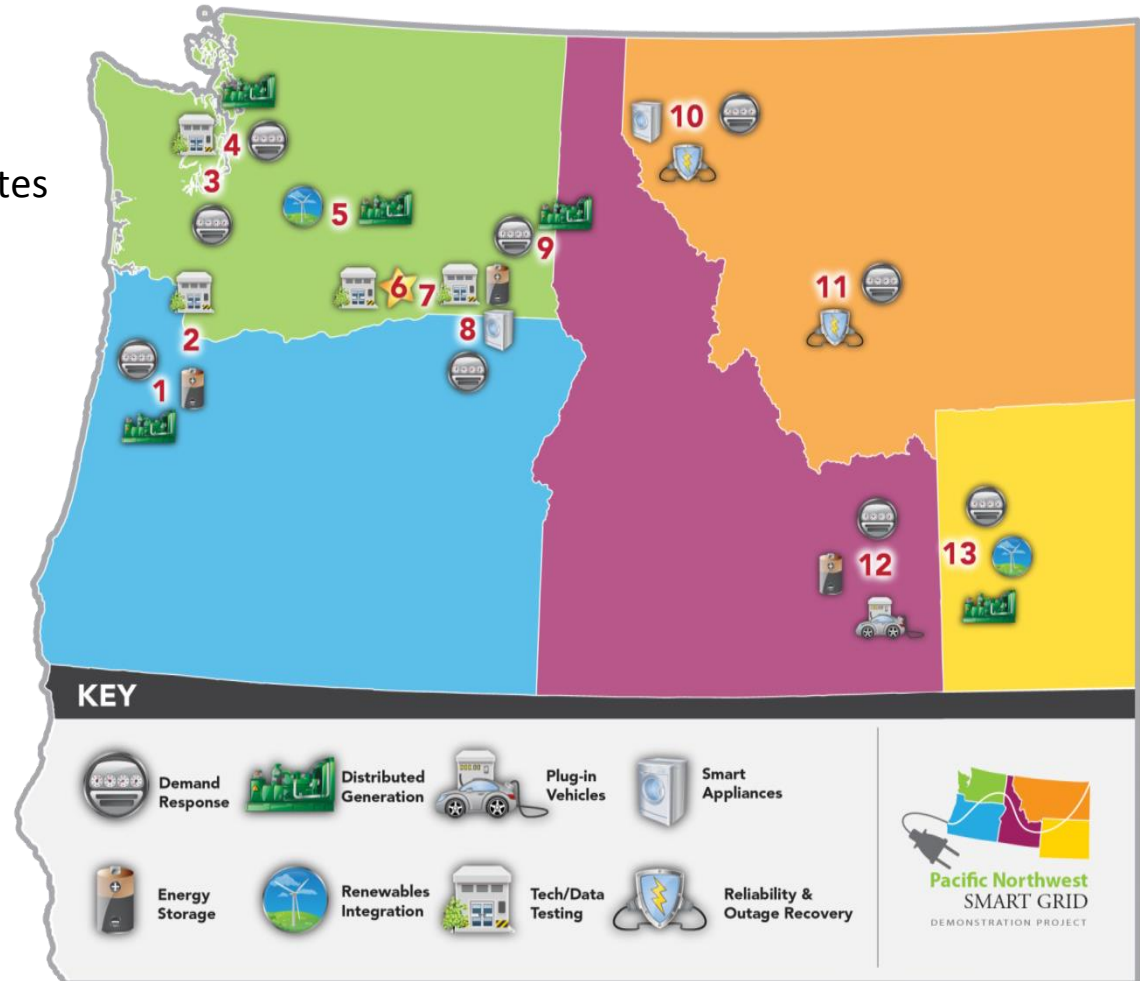 tes
4
3
5
10
9
6
7
8
2
1
11
12
13
KEY
Demand
Response
Distributed
Generation
Plug-in
Vehicles
Smart
Appliances
Energy
Storage
Renewables
Integration
Tech/Data
Testing
Reliability &
Outage Recovery
Pacific Northwest
SMART GRID
DEMONSTRATION PROJECT